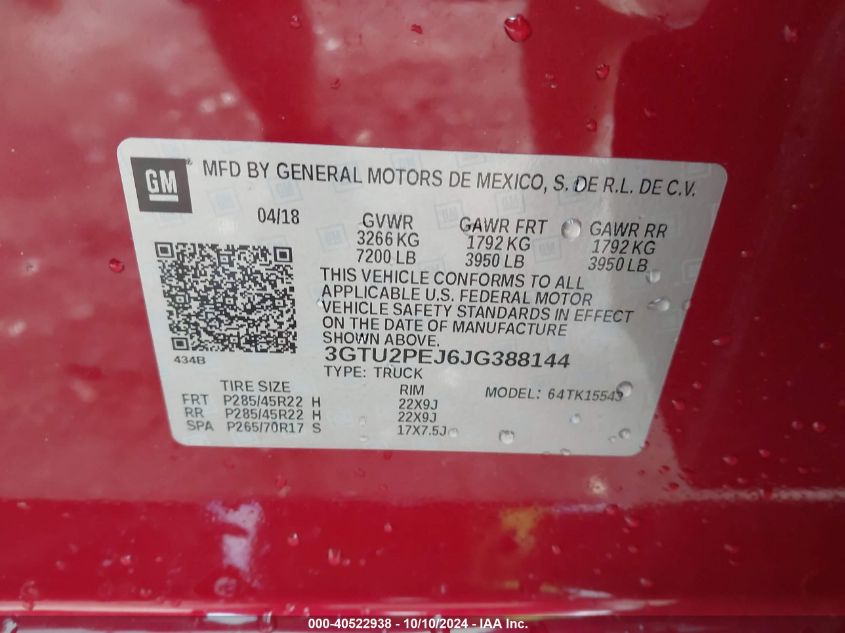 GM
MFD BY GENERAL MOTORS DE MEXICO, S. DE R.L. DE C.V.
04/18 GVWR GAWR FRT GAWR RR
3266 KG 1792 KG 1792 KG
7200 LB 3950 LB 3950 LB
THIS VEHICLE CONFORMS TO ALL
APPLICABLE U.S. FEDERAL MOTOR
VEHICLE SAFETY STANDARDS IN EFFECT
ON THE DATE OF MANUFACTURE
SHOWN ABOVE.
434B 3GTU2PEJ6JG388144
TYPE: TRUCK
TIRE SIZE RIM MODEL: 64TK15543
FRT P285/45R22 H 22X9J
RR P285/45R22 H 22X9J
SPA P265/70R17 S 17X7.5J
000-40522938 - 10/10/2024 - IAA Inc.